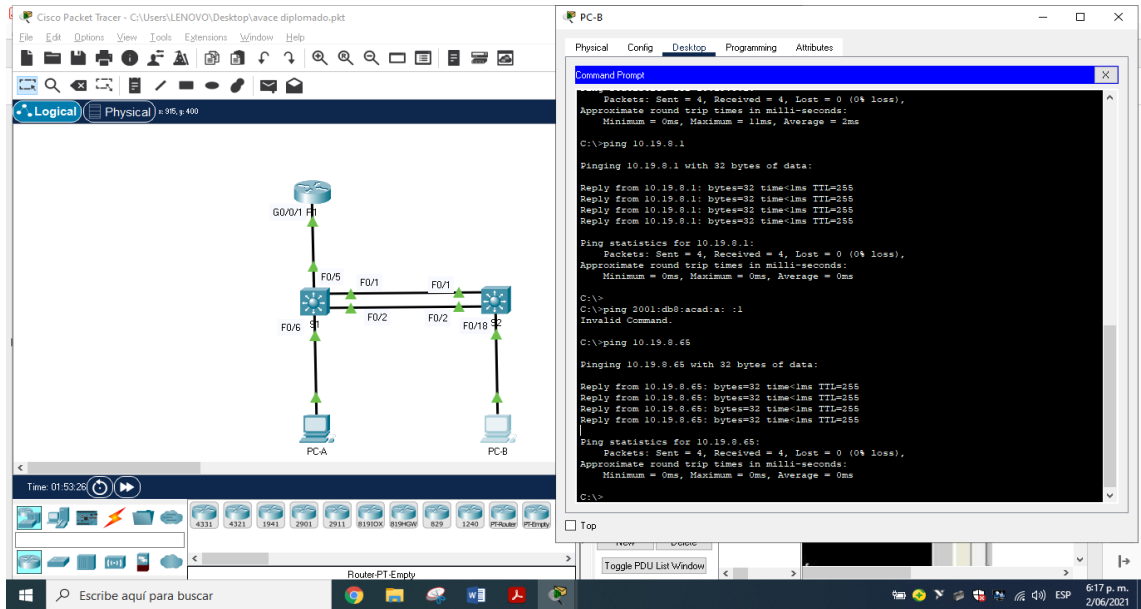 Cisco Packet Tracer - C:\Users\LENOVO\Desktop\avace diplomado.pkt
File Edit Options View Tools Extensions Window Help
Logical Physical x: 915, y: 400
G0/0/1 R1
F0/5
F0/1
F0/1
F0/2
F0/2
F0/6
S1
F0/18
S2
PC-A
PC-B
Time: 01:53:26
4331 4321 1941 2901 2911 819IOX 819HGW 829 1240 PT-Router PT-Empty
Router-PT-Empty
PC-B
Physical Config Desktop Programming Attributes
Command Prompt
X
Packets: Sent = 4, Received = 4, Lost = 0 (0% loss),
Approximate round trip times in milli-seconds:
Minimum = 0ms, Maximum = 11ms, Average = 2ms
C:\>ping 10.19.8.1
Pinging 10.19.8.1 with 32 bytes of data:
Reply from 10.19.8.1: bytes=32 time<1ms TTL=255
Reply from 10.19.8.1: bytes=32 time<1ms TTL=255
Reply from 10.19.8.1: bytes=32 time<1ms TTL=255
Reply from 10.19.8.1: bytes=32 time<1ms TTL=255
Ping statistics for 10.19.8.1:
Packets: Sent = 4, Received = 4, Lost = 0 (0% loss),
Approximate round trip times in milli-seconds:
Minimum = 0ms, Maximum = 0ms, Average = 0ms
C:\>
C:\>ping 2001:db8:acad:a: :1
Invalid Command.
C:\>ping 10.19.8.65
Pinging 10.19.8.65 with 32 bytes of data:
Reply from 10.19.8.65: bytes=32 time<1ms TTL=255
Reply from 10.19.8.65: bytes=32 time<1ms TTL=255
Reply from 10.19.8.65: bytes=32 time<1ms TTL=255
Reply from 10.19.8.65: bytes=32 time<1ms TTL=255
Ping statistics for 10.19.8.65:
Packets: Sent = 4, Received = 4, Lost = 0 (0% loss),
Approximate round trip times in milli-seconds:
Minimum = 0ms, Maximum = 0ms, Average = 0ms
C:\>
Top
New Delete
Toggle PDU List Window
Escribe aquí para buscar
ESP
6:17 p. m.
2/06/2021